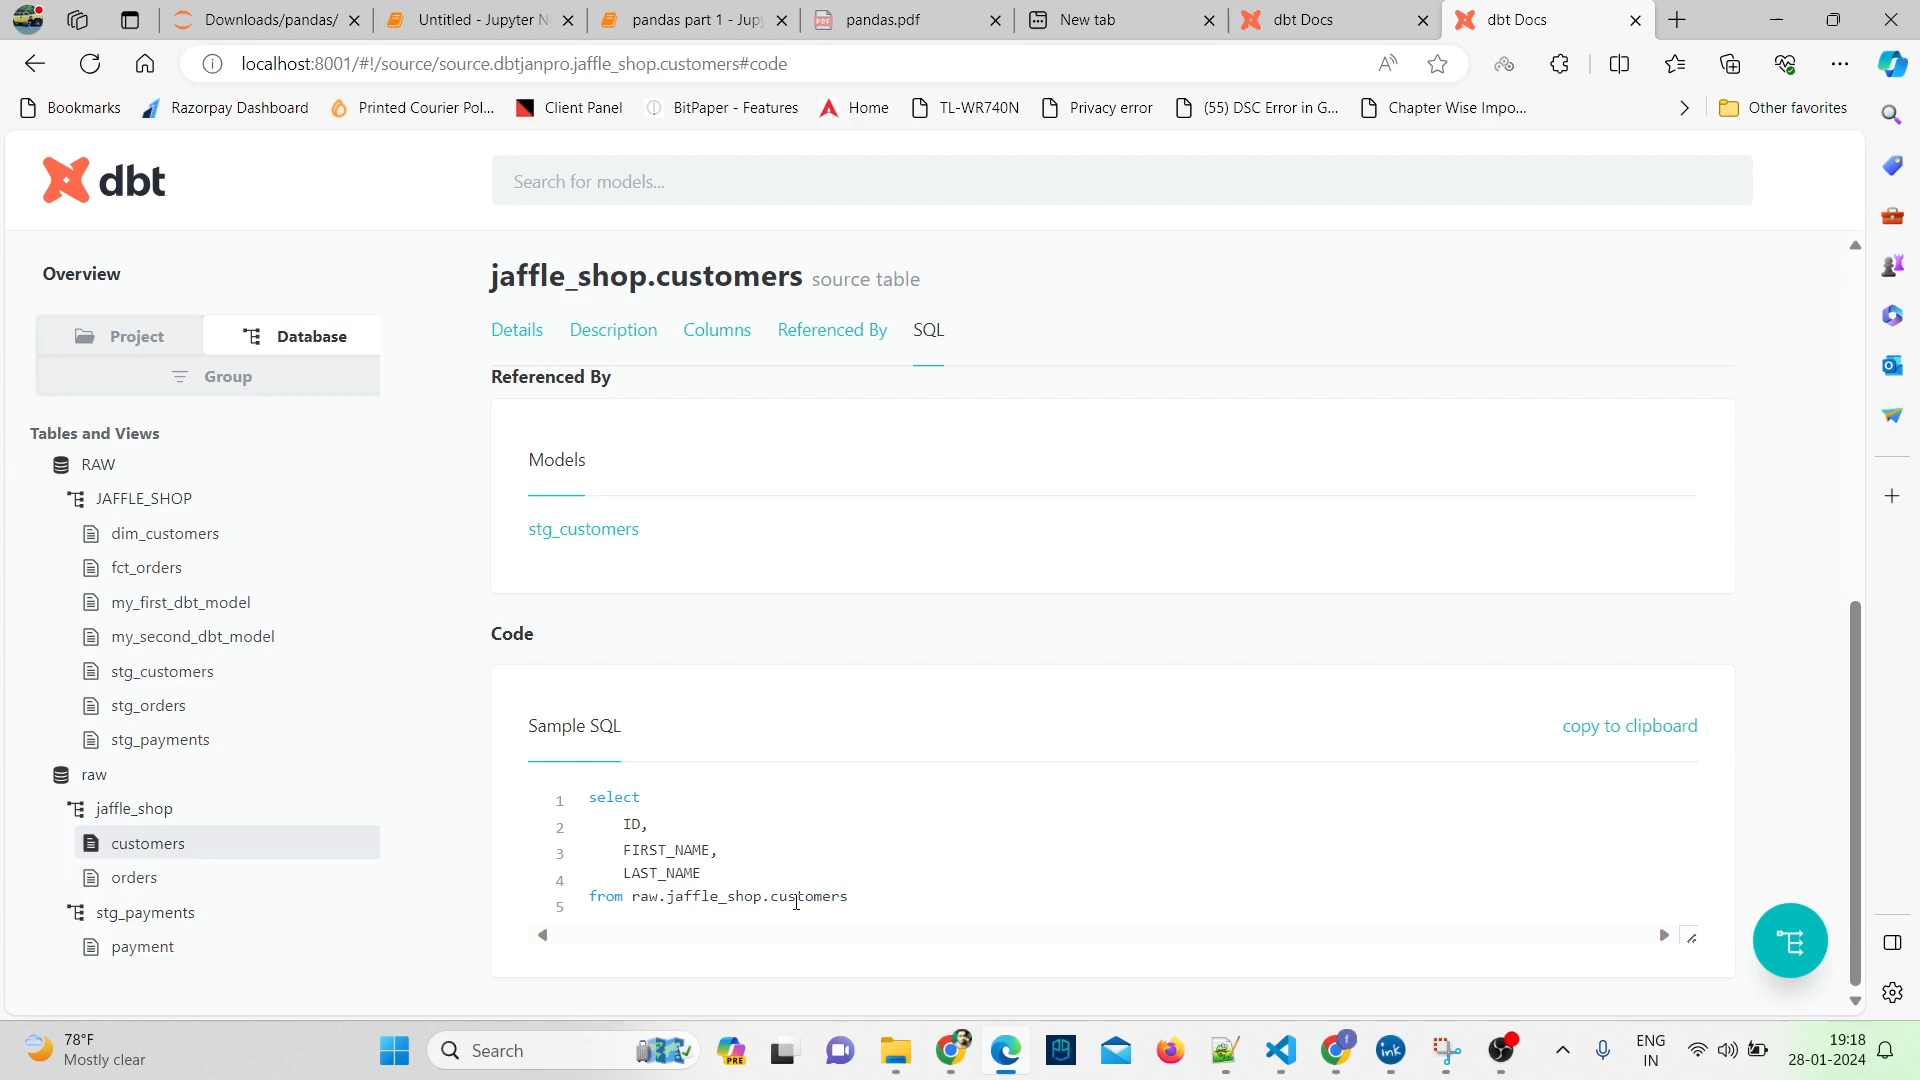 Downloads/pandas/
Untitled - Jupyter N
pandas part 1 - Jupy
pandas.pdf
New tab
dbt Docs
dbt Docs
localhost:8001/#!/source/source.dbtjanpro.jaffle_shop.customers#code
Bookmarks
Razorpay Dashboard
Printed Courier Pol...
Client Panel
BitPaper - Features
Home
TL-WR740N
Privacy error
(55) DSC Error in G...
Chapter Wise Impo...
Other favorites
dbt
Search for models...
Overview
Project
Database
Group
Tables and Views
RAW
JAFFLE_SHOP
dim_customers
fct_orders
my_first_dbt_model
my_second_dbt_model
stg_customers
stg_orders
stg_payments
raw
jaffle_shop
customers
orders
stg_payments
payment
jaffle_shop.customers source table
Details
Description
Columns
Referenced By
SQL
Referenced By
Models
stg_customers
Code
Sample SQL
copy to clipboard
1 select
2 ID,
3 FIRST_NAME,
4 LAST_NAME
5 from raw.jaffle_shop.customers
78°F
Mostly clear
Search
PRE
ink
ENG
IN
19:18
28-01-2024